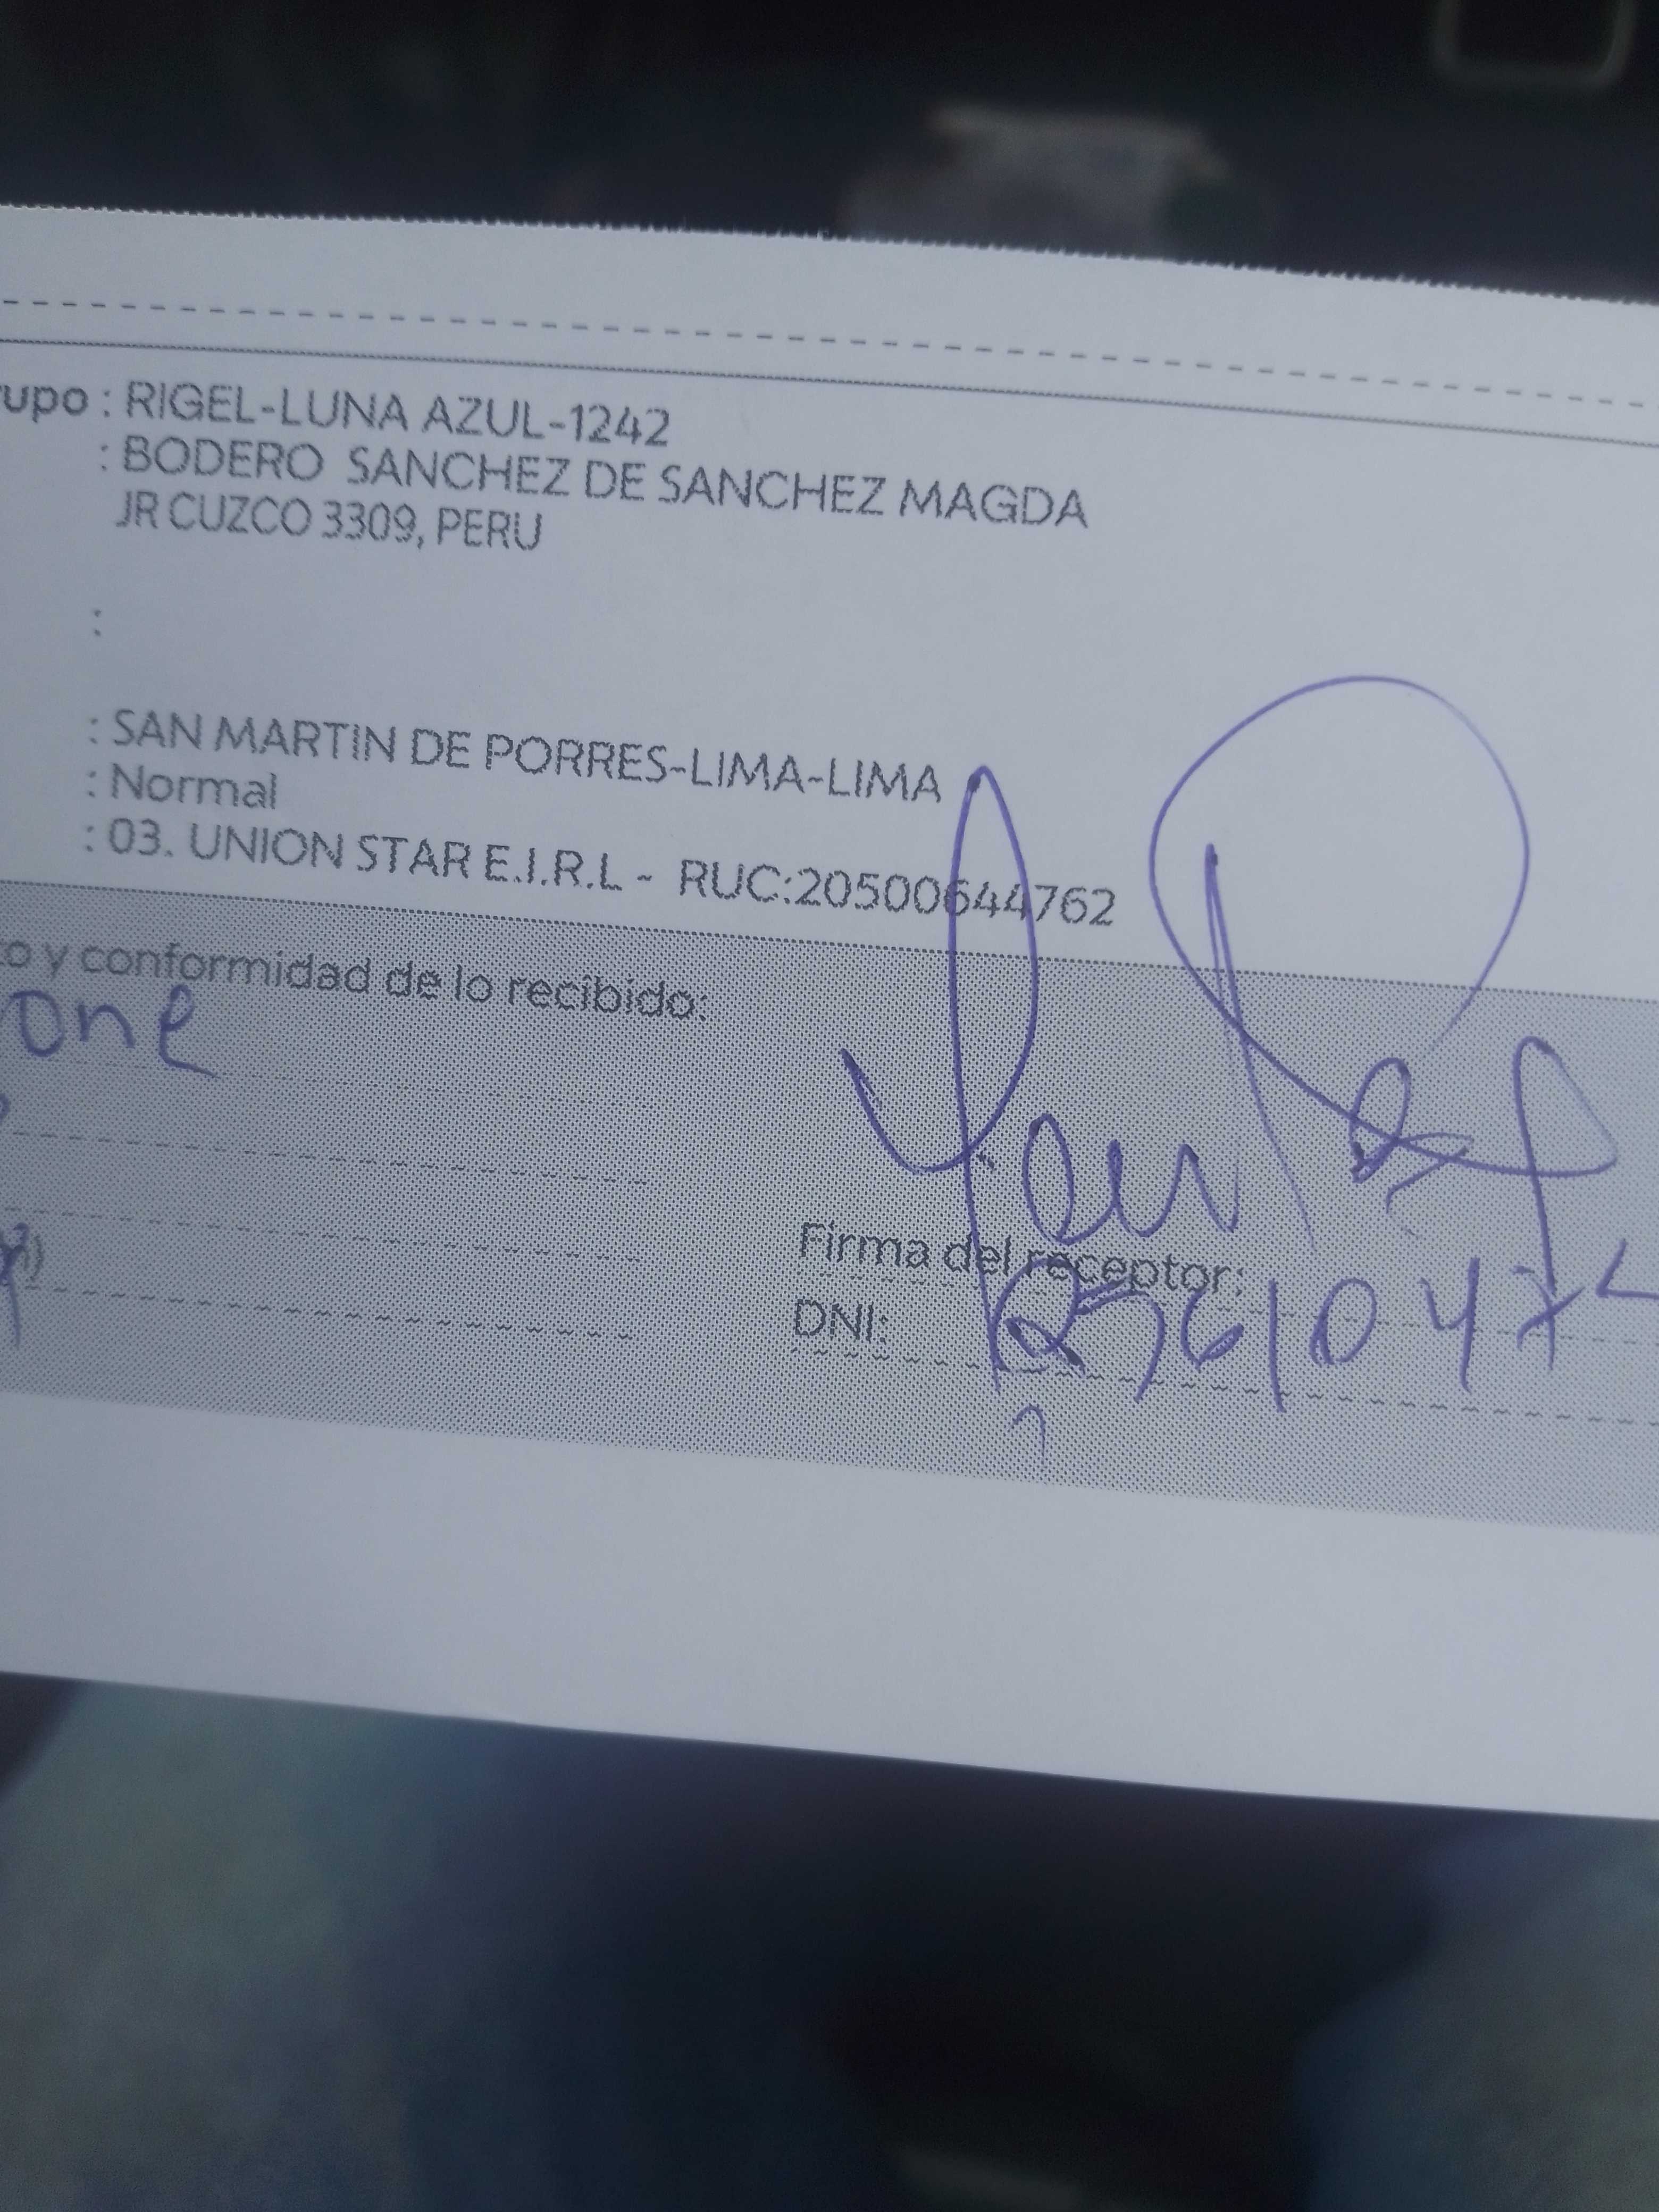 upo : RIGEL-LUNA AZUL-1242
: BODERO SANCHEZ DE SANCHEZ MAGDA
JR CUZCO 3309, PERU
:
: SAN MARTIN DE PORRES-LIMA-LIMA
: Normal
: 03. UNION STAR E.I.R.L - RUC:20500644762
o y conformidad de lo recibido:
one
Firma del receptor:
DNI: